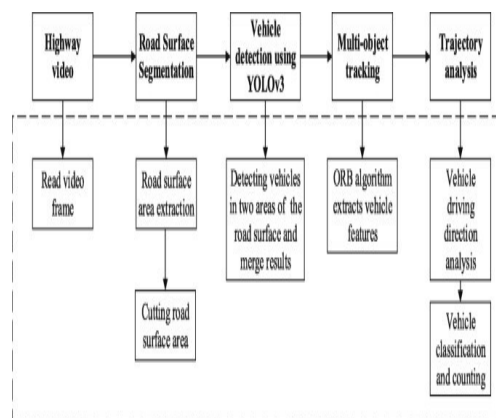 Highway
video
Road Surface
Segmentation
Vehicle
detection using
YOLOv3
Multi-object
tracking
Trajectory
analysis
Read video
frame
Road surface
area extraction
Detecting vehicles
in two areas of the
road surface and
merge results
ORB algorithm
extracts vehicle
features
Vehicle
driving
direction
analysis
Cutting road
surface area
Vehicle
classification
and counting